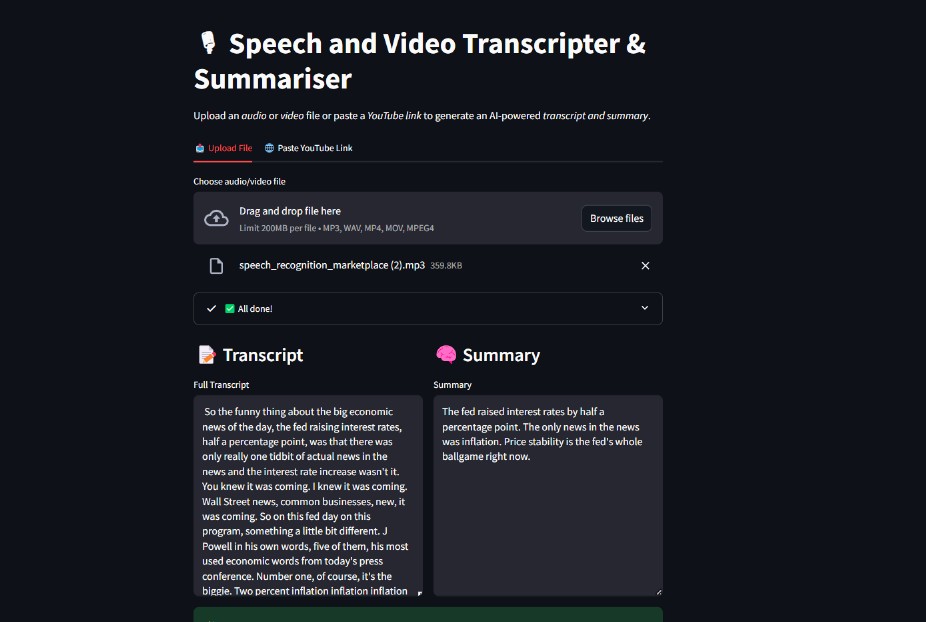 🎙️ Speech and Video Transcripter &
Summariser
Upload an audio or video file or paste a YouTube link to generate an AI-powered transcript and summary.
Upload File
Paste YouTube Link
Choose audio/video file
Drag and drop file here
Limit 200MB per file • MP3, WAV, MP4, MOV, MPEG4
Browse files
speech_recognition_marketplace (2).mp3 359.8KB
✅ All done!
📝 Transcript
Full Transcript
So the funny thing about the big economic
news of the day, the fed raising interest rates,
half a percentage point, was that there was
only really one tidbit of actual news in the
news and the interest rate increase wasn't it.
You knew it was coming. I knew it was coming.
Wall Street news, common businesses, new, it
was coming. So on this fed day on this
program, something a little bit different. J
Powell in his own words, five of them, his most
used economic words from today's press
conference. Number one, of course, it's the
biggie. Two percent inflation inflation inflation
🧠 Summary
Summary
The fed raised interest rates by half a
percentage point. The only news in the news
was inflation. Price stability is the fed's whole
ballgame right now.